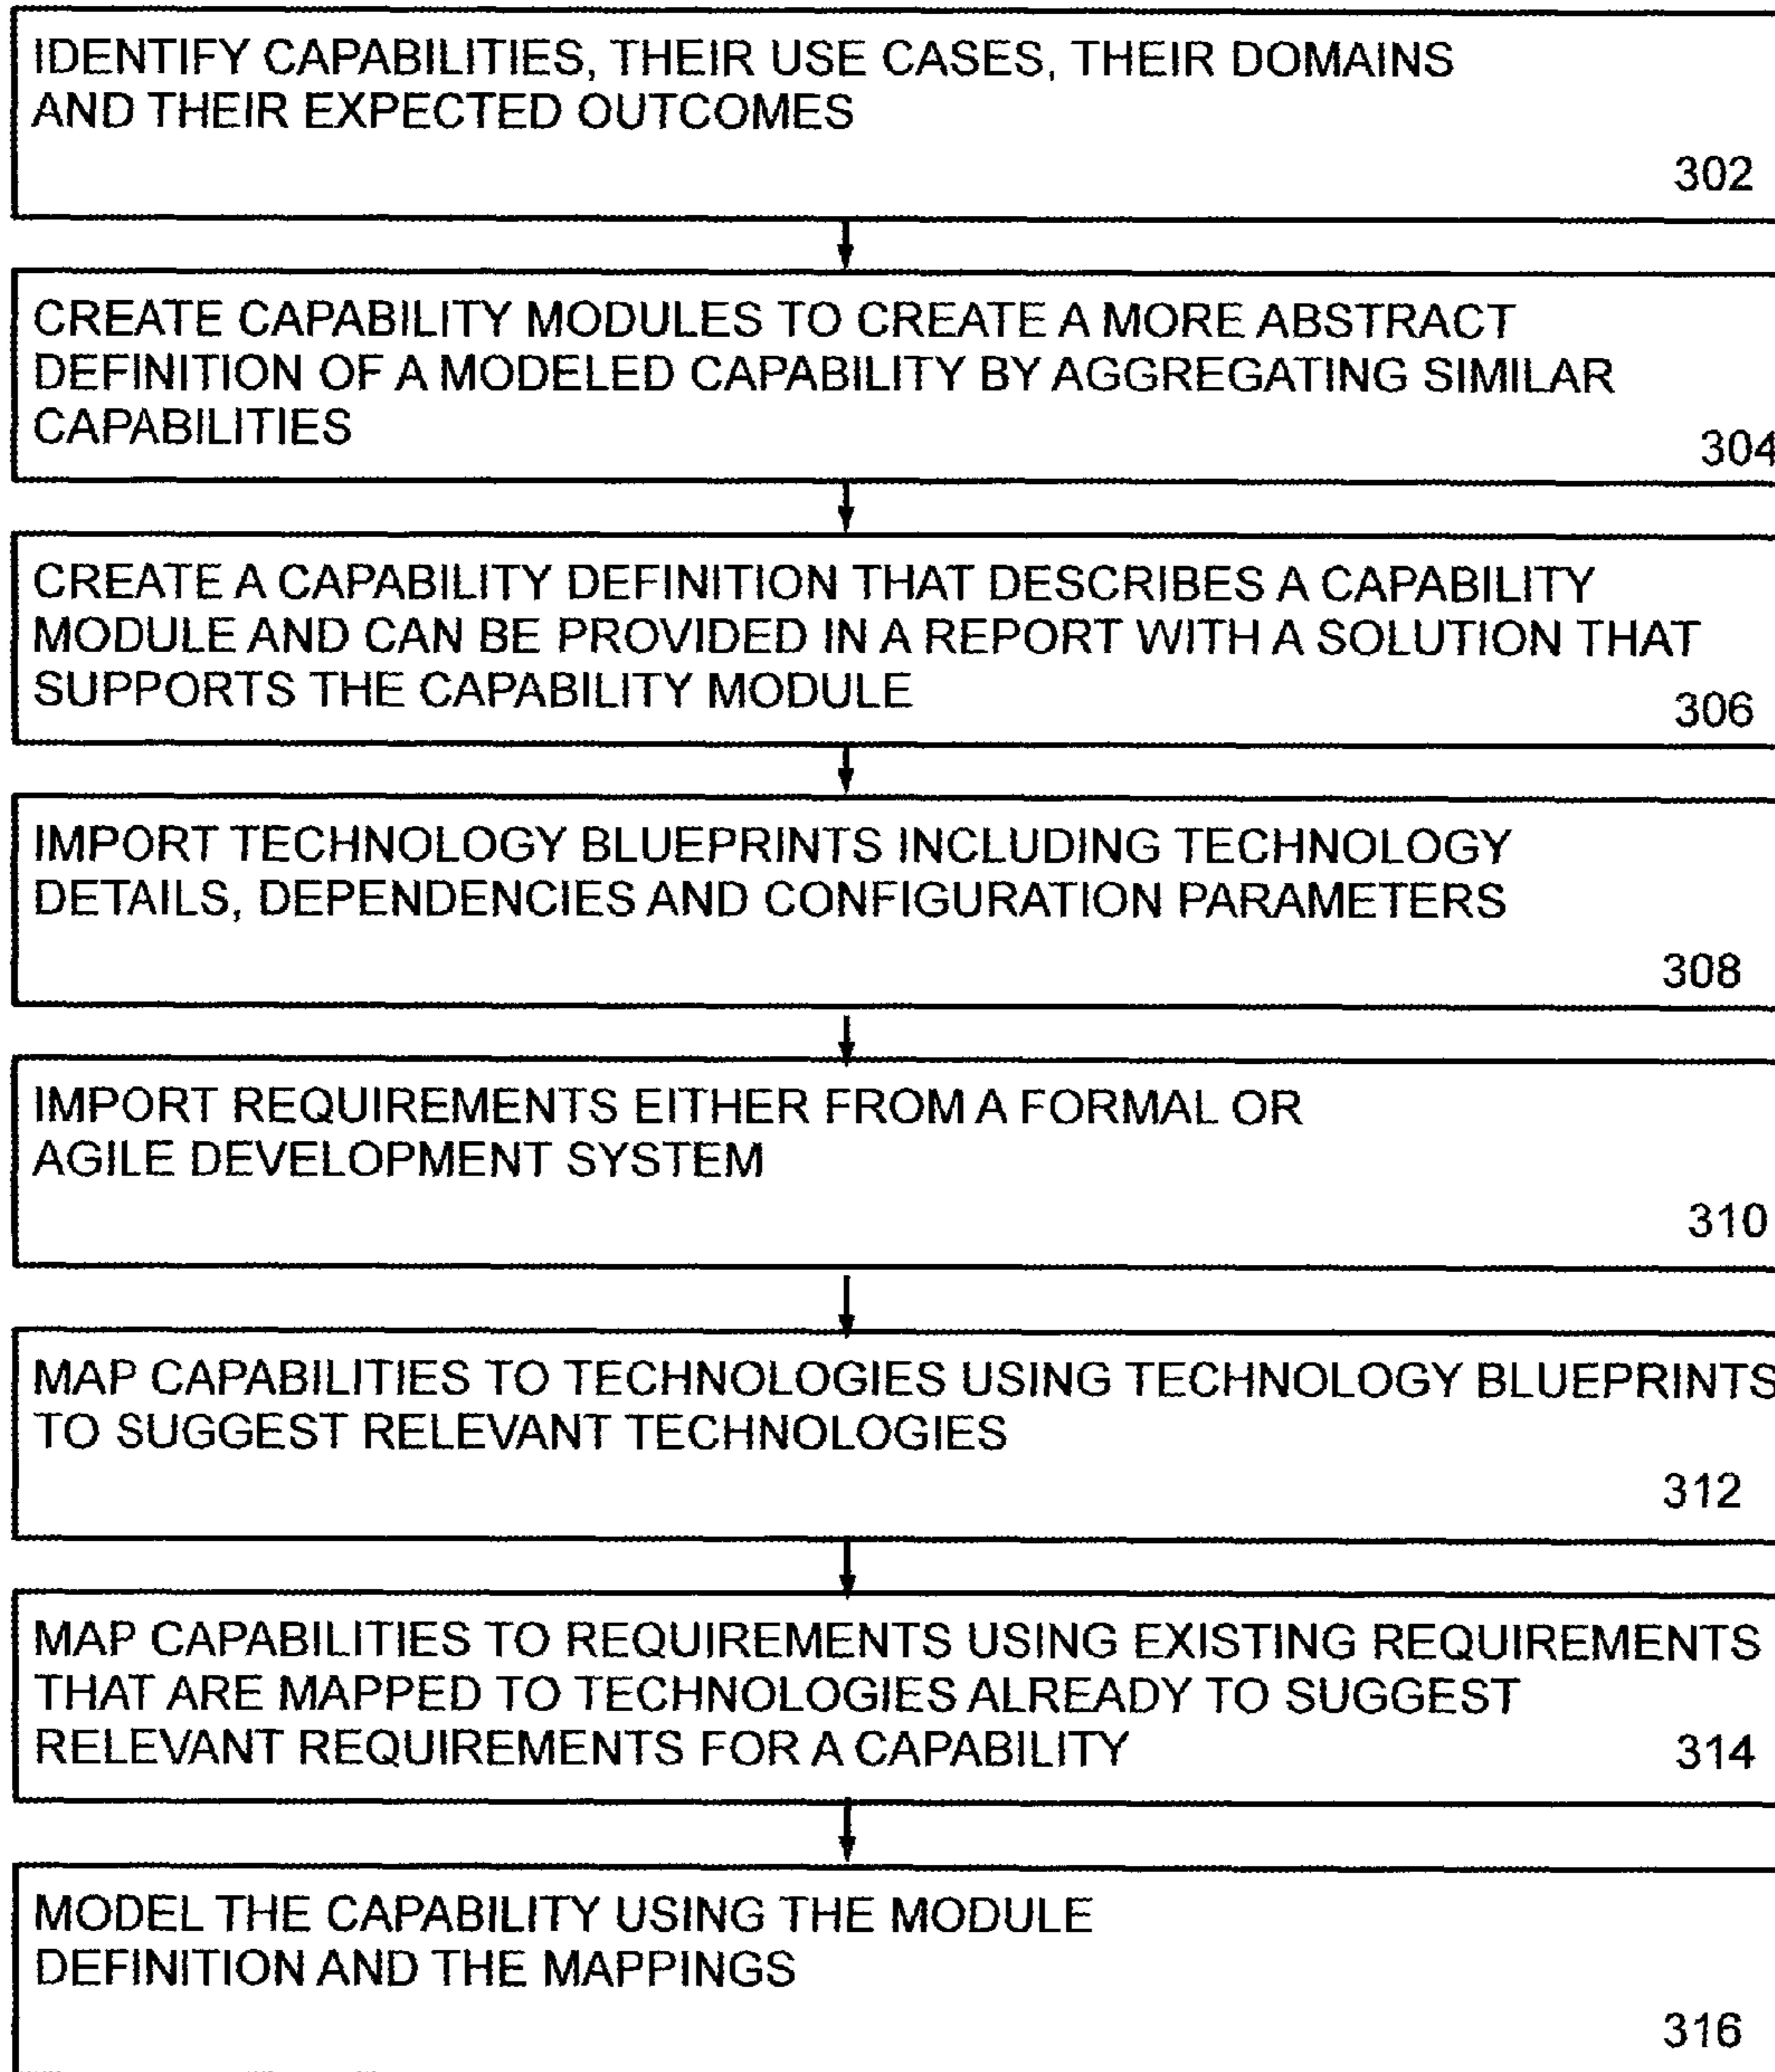 IDENTIFY CAPABILITIES, THEIR USE CASES, THEIR DOMAINS
AND THEIR EXPECTED OUTCOMES
302
CREATE CAPABILITY MODULES TO CREATE A MORE ABSTRACT
DEFINITION OF A MODELED CAPABILITY BY AGGREGATING SIMILAR
CAPABILITIES
304
CREATE A CAPABILITY DEFINITION THAT DESCRIBES A CAPABILITY
MODULE AND CAN BE PROVIDED IN A REPORT WITH A SOLUTION THAT
SUPPORTS THE CAPABILITY MODULE
306
IMPORT TECHNOLOGY BLUEPRINTS INCLUDING TECHNOLOGY
DETAILS, DEPENDENCIES AND CONFIGURATION PARAMETERS
308
IMPORT REQUIREMENTS EITHER FROM A FORMAL OR
AGILE DEVELOPMENT SYSTEM
310
MAP CAPABILITIES TO TECHNOLOGIES USING TECHNOLOGY BLUEPRINTS
TO SUGGEST RELEVANT TECHNOLOGIES
312
MAP CAPABILITIES TO REQUIREMENTS USING EXISTING REQUIREMENTS
THAT ARE MAPPED TO TECHNOLOGIES ALREADY TO SUGGEST
RELEVANT REQUIREMENTS FOR A CAPABILITY
314
MODEL THE CAPABILITY USING THE MODULE
DEFINITION AND THE MAPPINGS
316